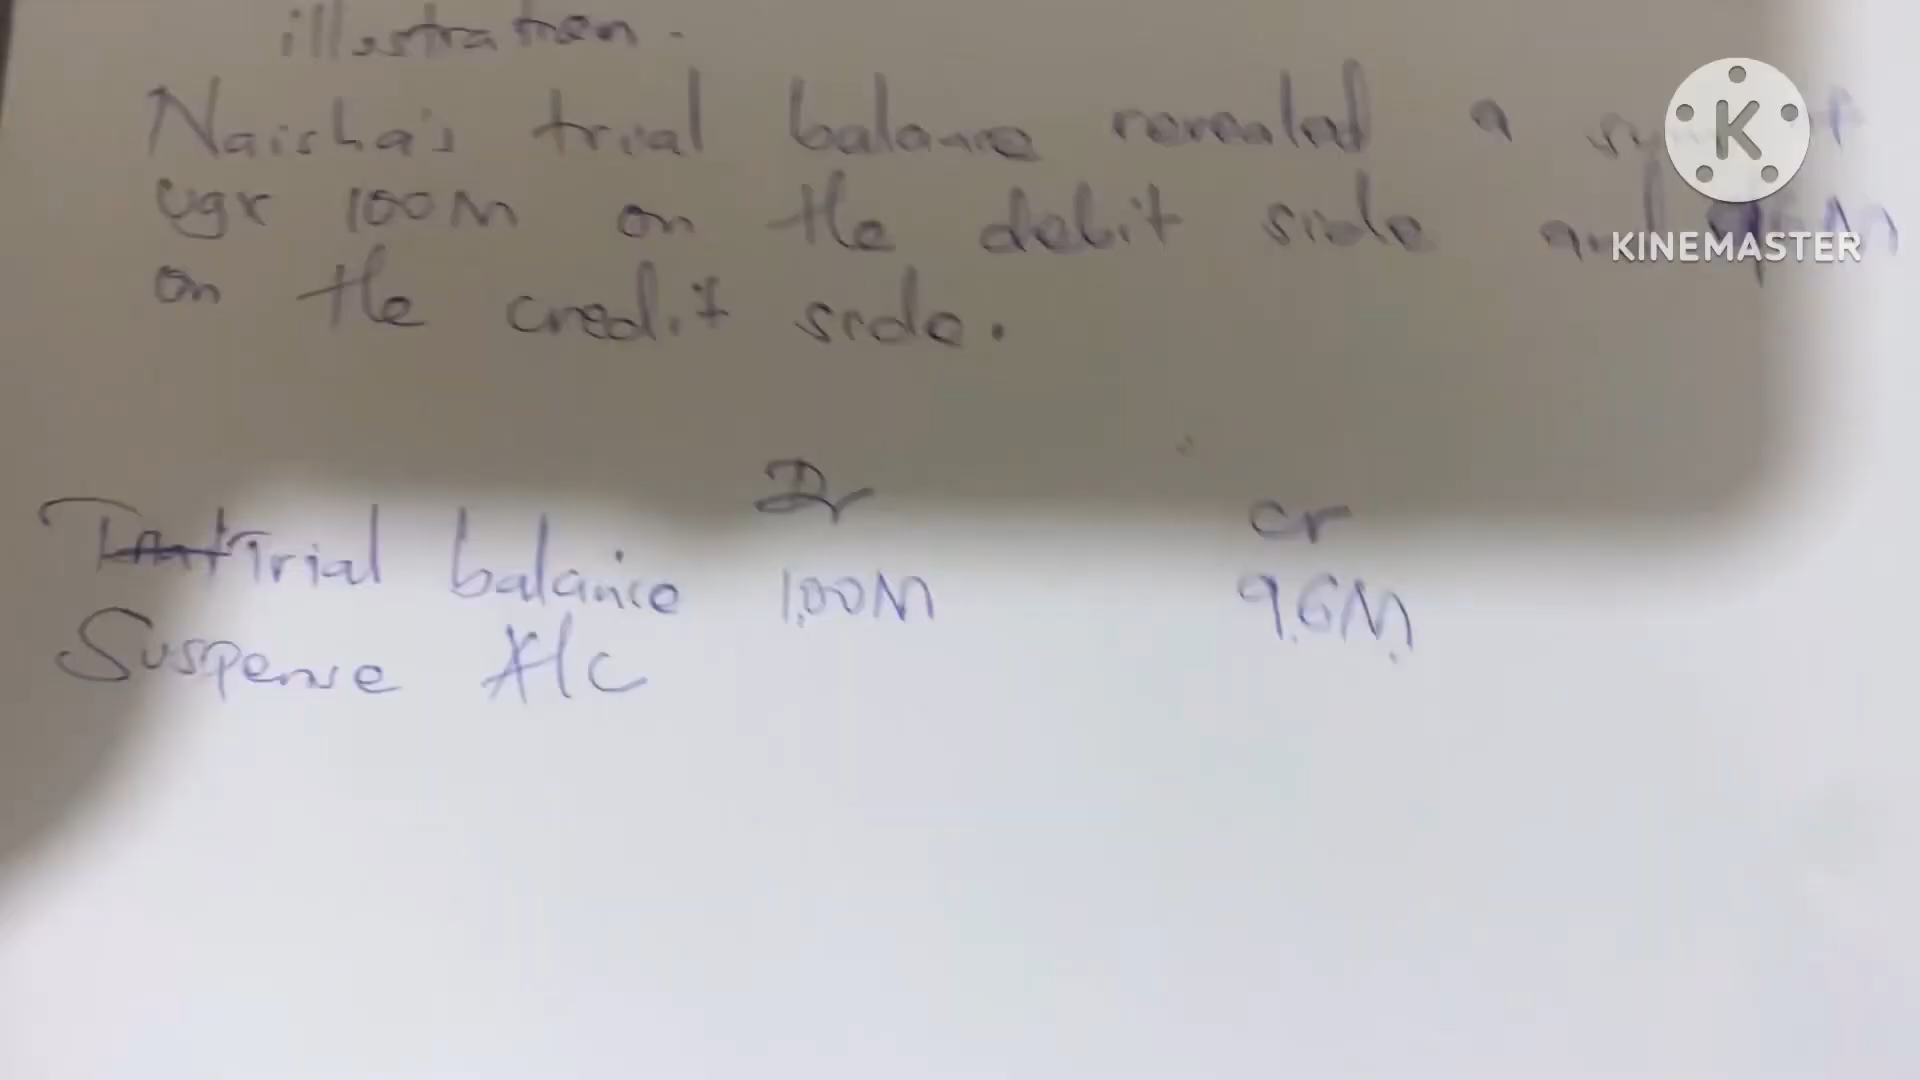 illustration.
Naisha's trial balance revealed a
ugx 100M on the debit side and
on the credit side.
Dr Cr
Trial balance 100M 96M
Suspense A/c
KINEMASTER